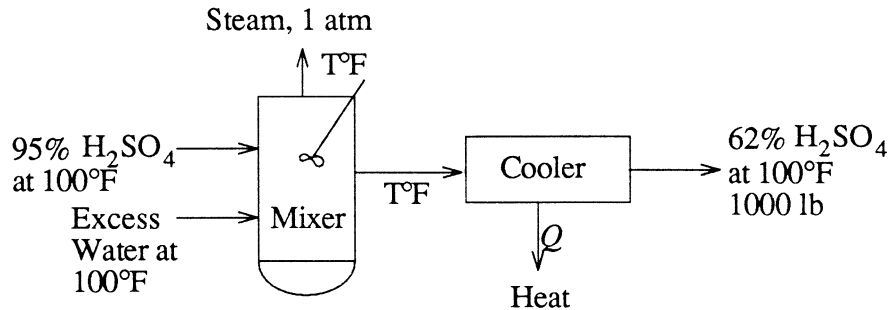 Steam, 1 atm
T°F
95% H₂SO₄
at 100°F
Excess
Water at
100°F
Mixer
T°F
Cooler
Q
Heat
62% H₂SO₄
at 100°F
1000 lb